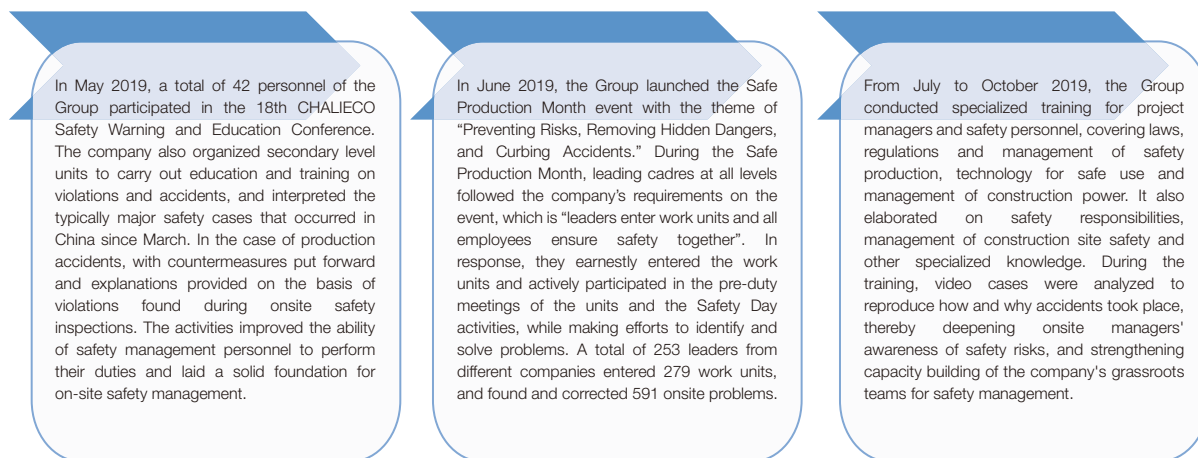 In May 2019, a total of 42 personnel of the
Group participated in the 18th CHALIECO
Safety Warning and Education Conference.
The company also organized secondary level
units to carry out education and training on
violations and accidents, and interpreted the
typically major safety cases that occurred in
China since March. In the case of production
accidents, with countermeasures put forward
and explanations provided on the basis of
violations found during onsite safety
inspections. The activities improved the ability
of safety management personnel to perform
their duties and laid a solid foundation for
on-site safety management.
In June 2019, the Group launched the Safe
Production Month event with the theme of
“Preventing Risks, Removing Hidden Dangers,
and Curbing Accidents.” During the Safe
Production Month, leading cadres at all levels
followed the company’s requirements on the
event, which is “leaders enter work units and all
employees ensure safety together”. In
response, they earnestly entered the work
units and actively participated in the pre-duty
meetings of the units and the Safety Day
activities, while making efforts to identify and
solve problems. A total of 253 leaders from
different companies entered 279 work units,
and found and corrected 591 onsite problems.
From July to October 2019, the Group
conducted specialized training for project
managers and safety personnel, covering laws,
regulations and management of safety
production, technology for safe use and
management of construction power. It also
elaborated on safety responsibilities,
management of construction site safety and
other specialized knowledge. During the
training, video cases were analyzed to
reproduce how and why accidents took place,
thereby deepening onsite managers'
awareness of safety risks, and strengthening
capacity building of the company's grassroots
teams for safety management.